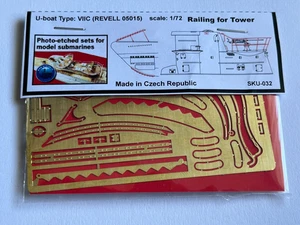 U-boat Type: VIIC (REVELL 05015) scale: 1/72 Railing for Tower
Photo-etched sets for
model submarines
Made in Czech Republic
SKU-032